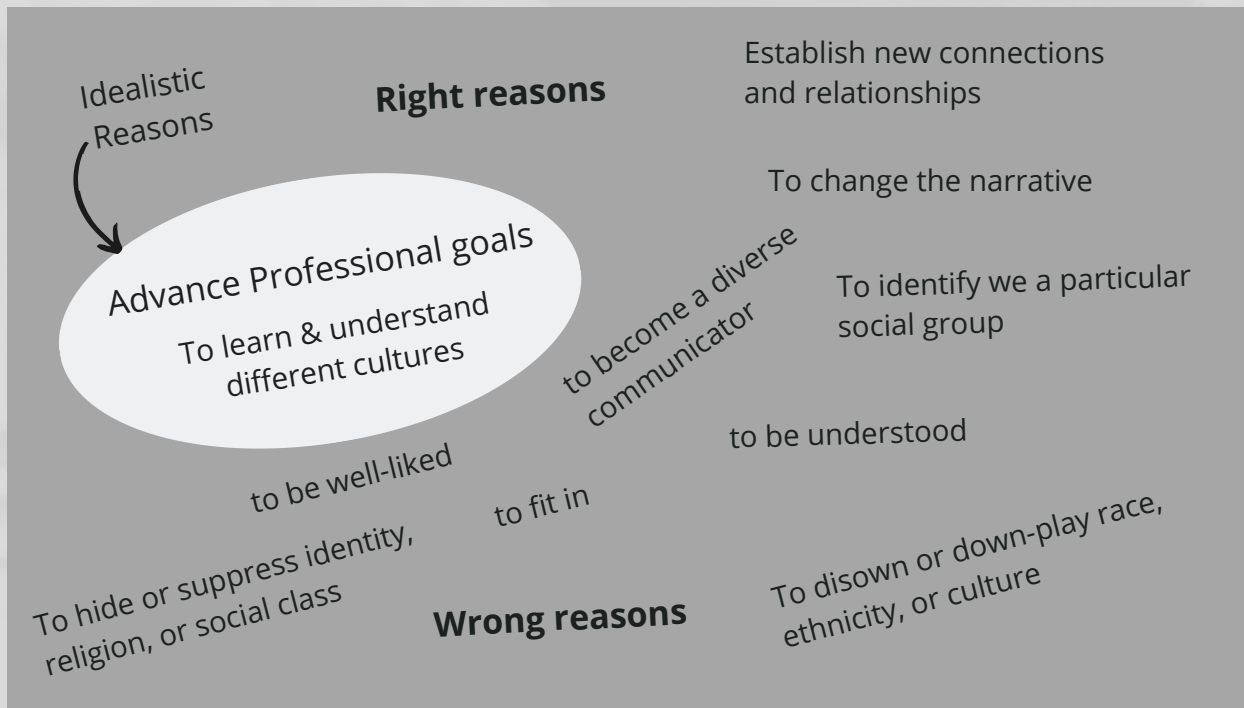 Idealistic
Reasons
Right reasons
Establish new connections
and relationships
To change the narrative
Advance Professional goals
To learn & understand
different cultures
to become a diverse
communicator
To identify we a particular
social group
to be understood
to be well-liked
to fit in
To hide or suppress identity,
religion, or social class
Wrong reasons
To disown or down-play race,
ethnicity, or culture